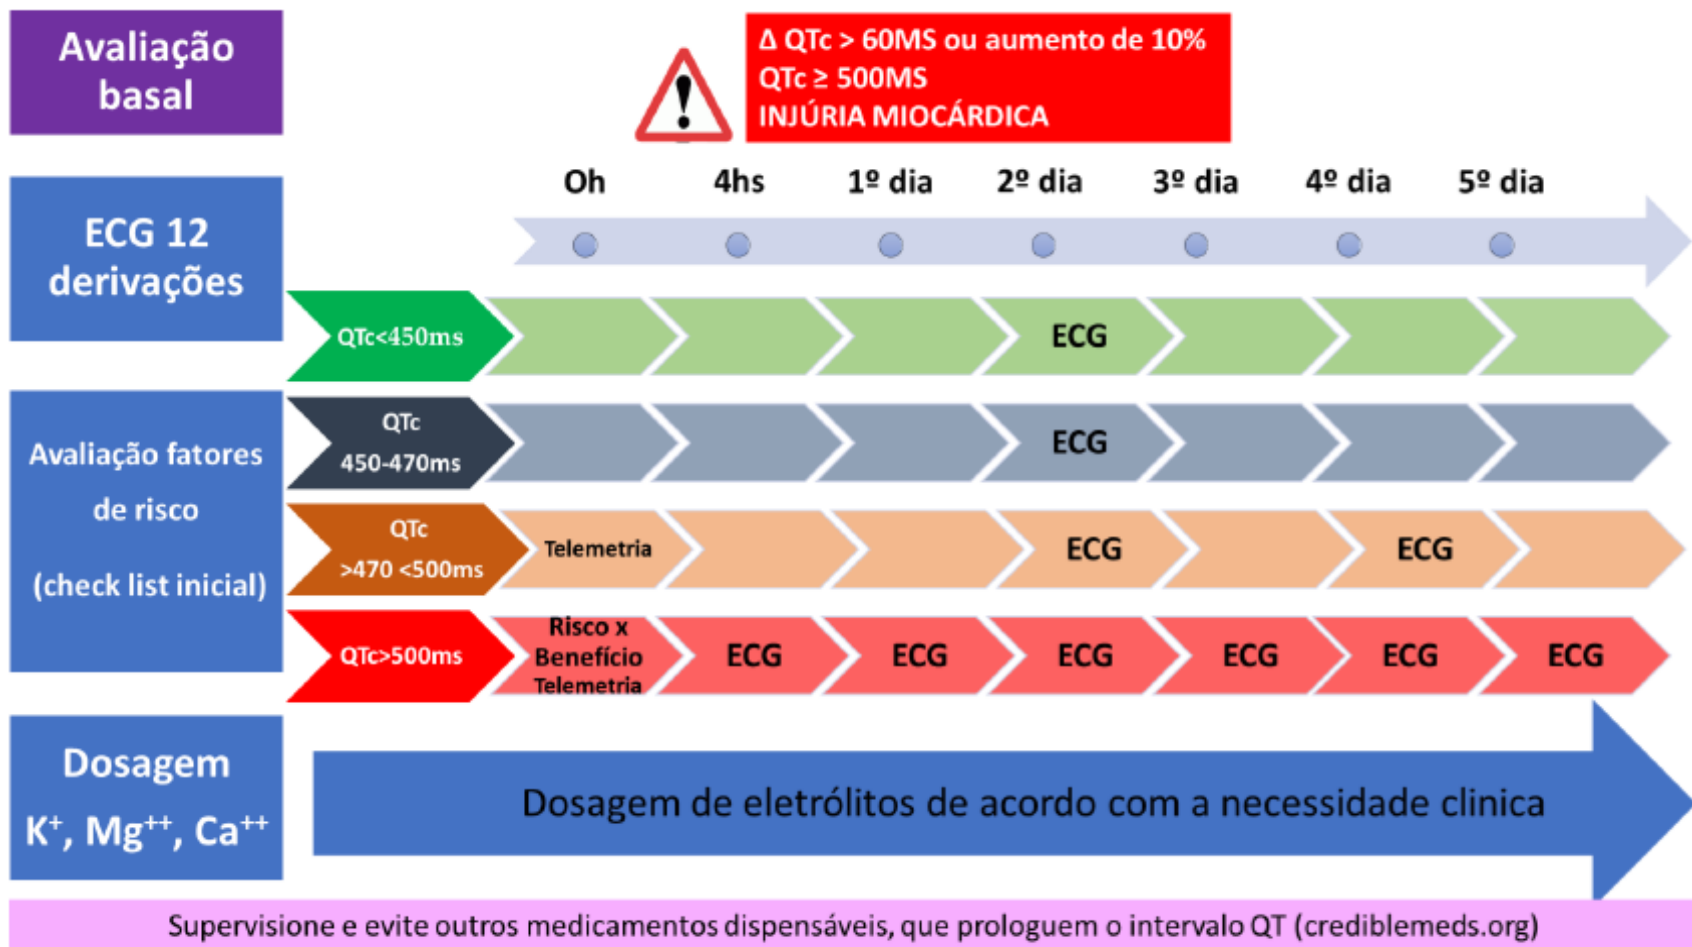 Avaliação
basal
Δ QTc > 60MS ou aumento de 10%
QTc ≥ 500MS
INJÚRIA MIOCÁRDICA
!
ECG 12
derivações
Oh 4hs 1º dia 2º dia 3º dia 4º dia 5º dia
QTc<450ms
ECG
Avaliação fatores
de risco
(check list inicial)
QTc
450-470ms
ECG
QTc
>470 <500ms
Telemetria
ECG
ECG
QTc>500ms
Risco x
Benefício
Telemetria
ECG
ECG
ECG
ECG
ECG
ECG
Dosagem
K⁺, Mg⁺⁺, Ca⁺⁺
Dosagem de eletrólitos de acordo com a necessidade clinica
Supervisione e evite outros medicamentos dispensáveis, que prologuem o intervalo QT (crediblemeds.org)